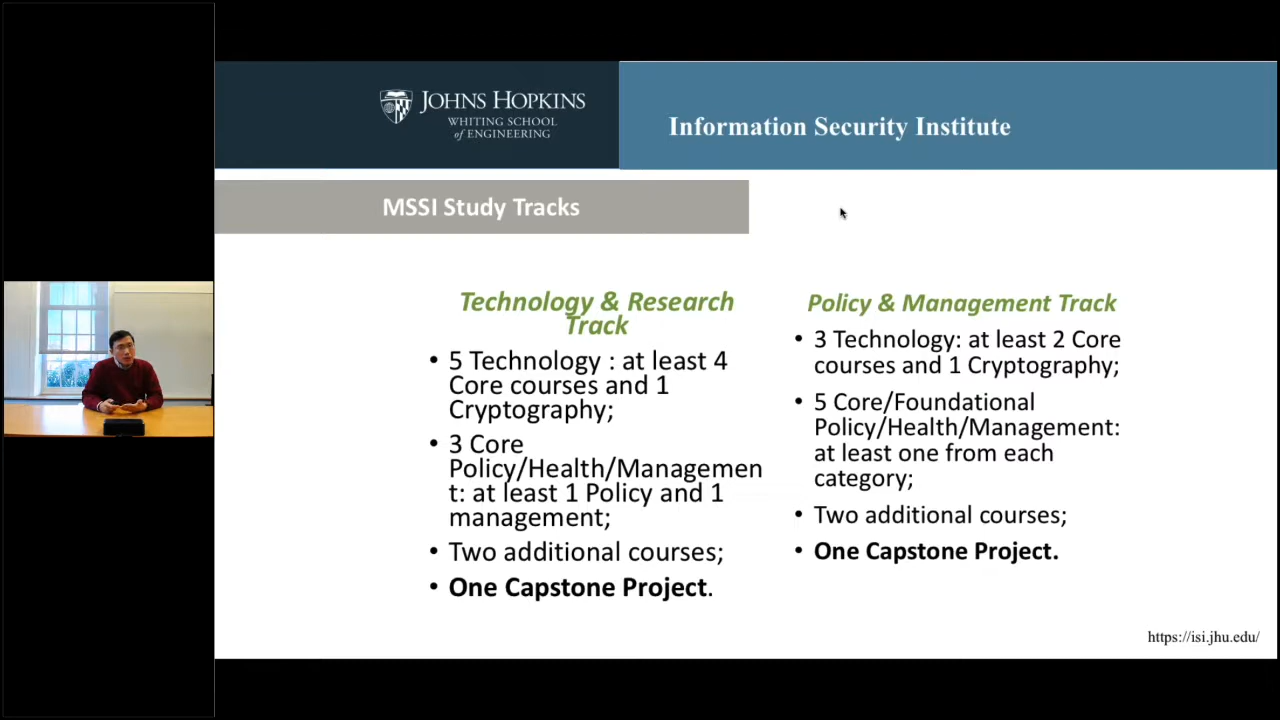 JOHNS HOPKINS
WHITING SCHOOL
of ENGINEERING
Information Security Institute
MSSI Study Tracks
Technology & Research
Track
• 5 Technology : at least 4
Core courses and 1
Cryptography;
• 3 Core
Policy/Health/Managemen
t: at least 1 Policy and 1
management;
• Two additional courses;
• One Capstone Project.
Policy & Management Track
• 3 Technology: at least 2 Core
courses and 1 Cryptography;
• 5 Core/Foundational
Policy/Health/Management:
at least one from each
category;
• Two additional courses;
• One Capstone Project.
https://isi.jhu.edu/